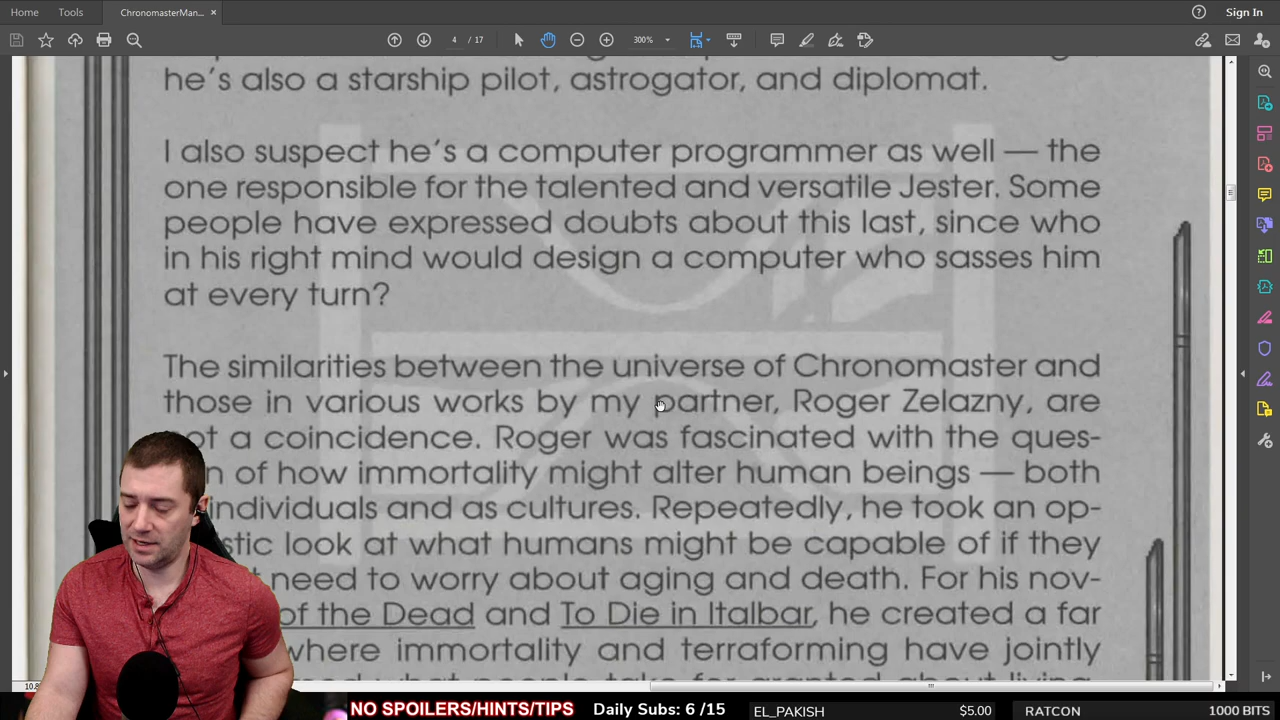 Home Tools ChronomasterMan... × Sign In
4 / 17 300%
he's also a starship pilot, astrogator, and diplomat.
I also suspect he's a computer programmer as well — the
one responsible for the talented and versatile Jester. Some
people have expressed doubts about this last, since who
in his right mind would design a computer who sasses him
at every turn?
The similarities between the universe of Chronomaster and
those in various works by my partner, Roger Zelazny, are
a coincidence. Roger was fascinated with the ques-
of how immortality might alter human beings — both
individuals and as cultures. Repeatedly, he took an op-
look at what humans might be capable of if they
need to worry about aging and death. For his nov-
of the Dead and To Die in Italbar, he created a far
where immortality and terraforming have jointly
what people take for granted about living.
NO SPOILERS/HINTS/TIPS Daily Subs: 6 /15 EL_PAKISH $5.00 RATCON 1000 BITS